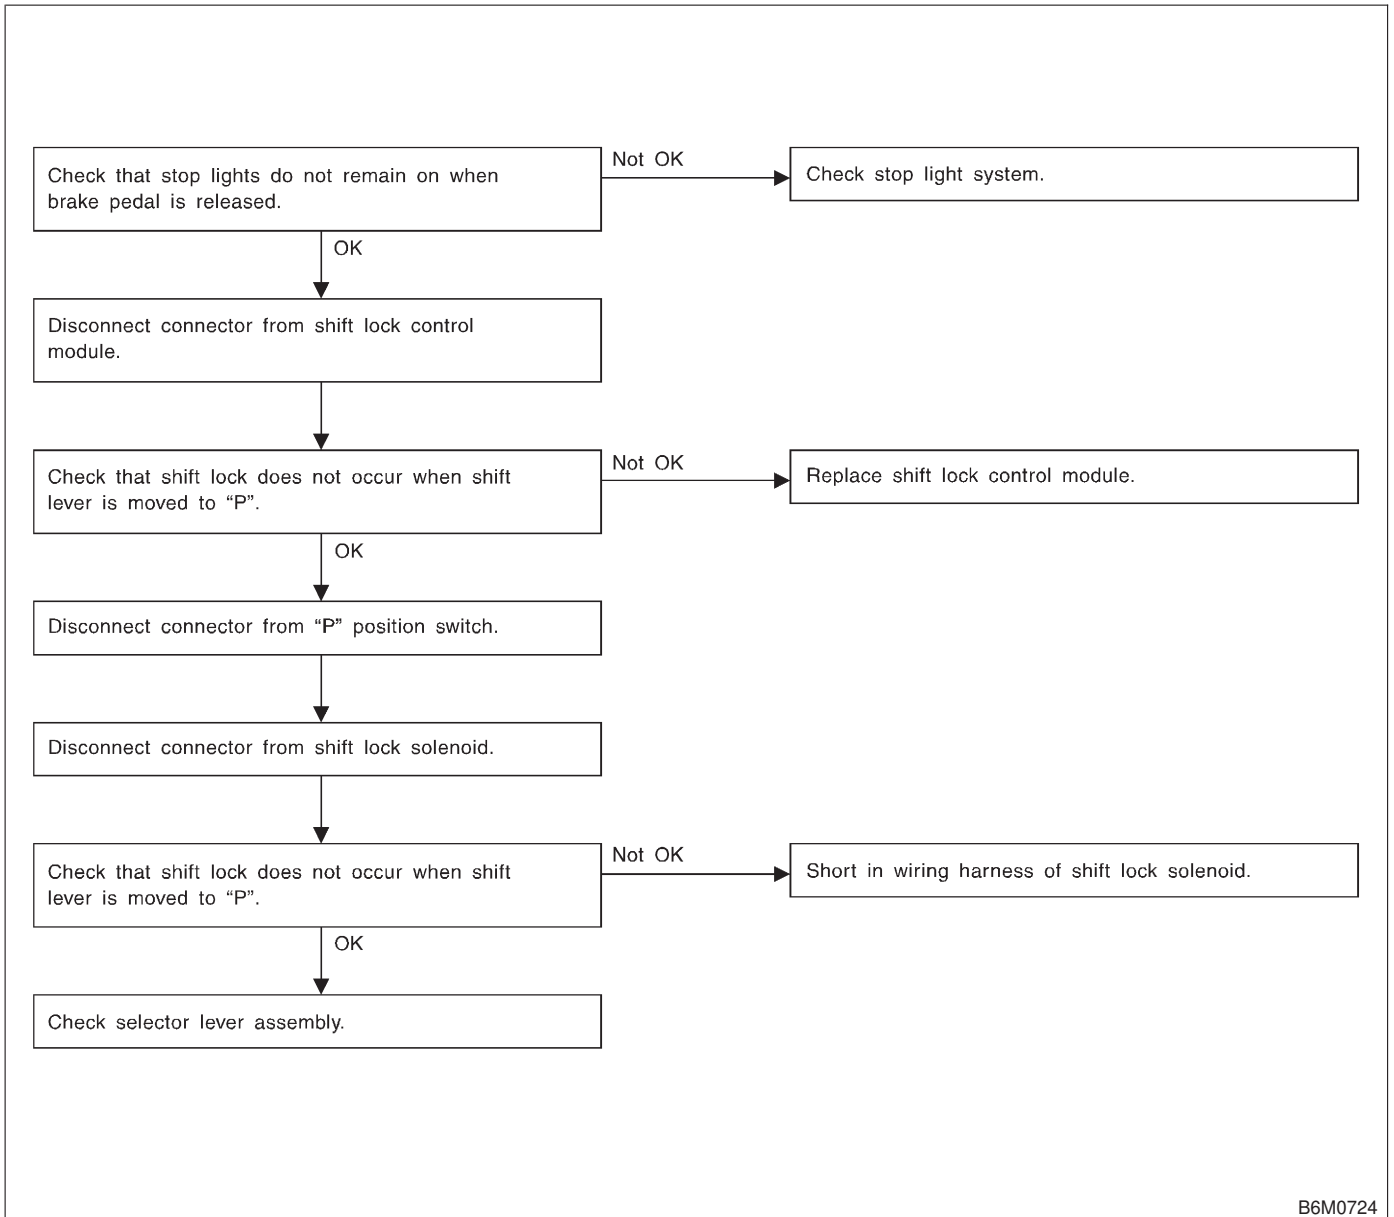 Check that stop lights do not remain on when
brake pedal is released.
Not OK
Check stop light system.
OK
Disconnect connector from shift lock control
module.
Check that shift lock does not occur when shift
lever is moved to “P”.
Not OK
Replace shift lock control module.
OK
Disconnect connector from “P” position switch.
Disconnect connector from shift lock solenoid.
Check that shift lock does not occur when shift
lever is moved to “P”.
Not OK
Short in wiring harness of shift lock solenoid.
OK
Check selector lever assembly.
B6M0724